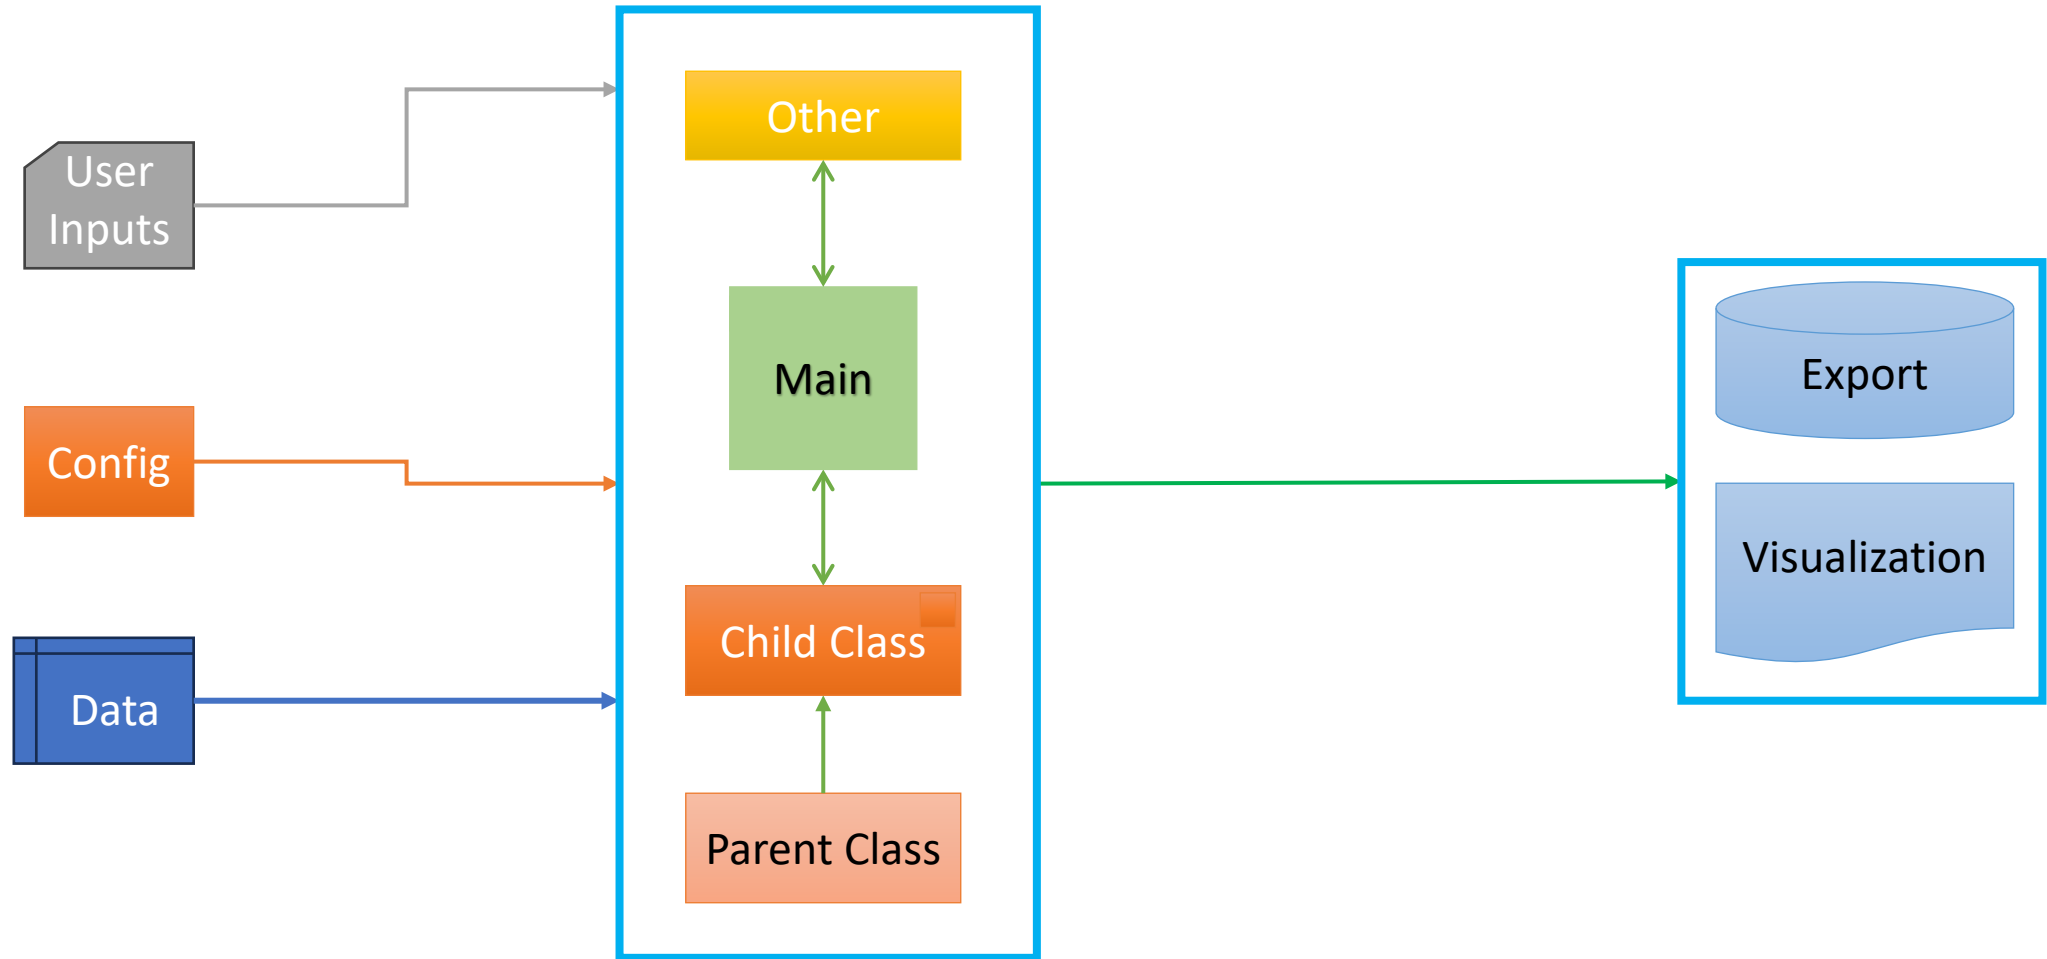 User
Inputs
Config
Data
Other
Main
Child Class
Parent Class
Export
Visualization